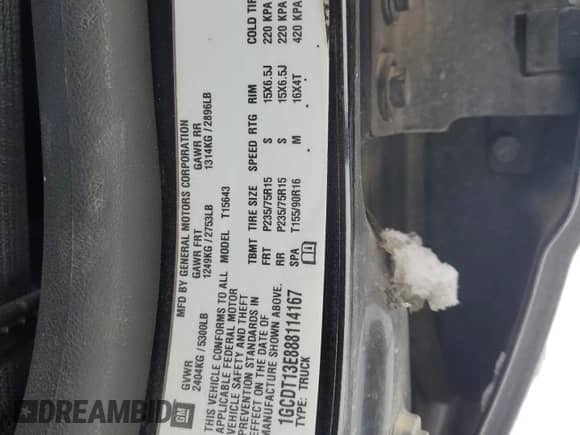 GM
MFD BY GENERAL MOTORS CORPORATION
GVWR GAWR FRT GAWR RR
2404KG / 5300LB 1249KG / 2753LB 1314KG / 2896LB
THIS VEHICLE CONFORMS TO ALL
APPLICABLE FEDERAL MOTOR
VEHICLE SAFETY AND THEFT
PREVENTION STANDARDS IN
EFFECT ON THE DATE OF
MANUFACTURE SHOWN ABOVE.
1GCDT13E888114167
TYPE: TRUCK
MODEL T15643
TBMT TIRE SIZE SPEED RTG RIM COLD TIR
FRT P235/75R15 S 15X6.5J 220 KPA
RR P235/75R15 S 15X6.5J 220 KPA
SPA T155/90R16 M 16X4T 420 KPA
DREAMBID